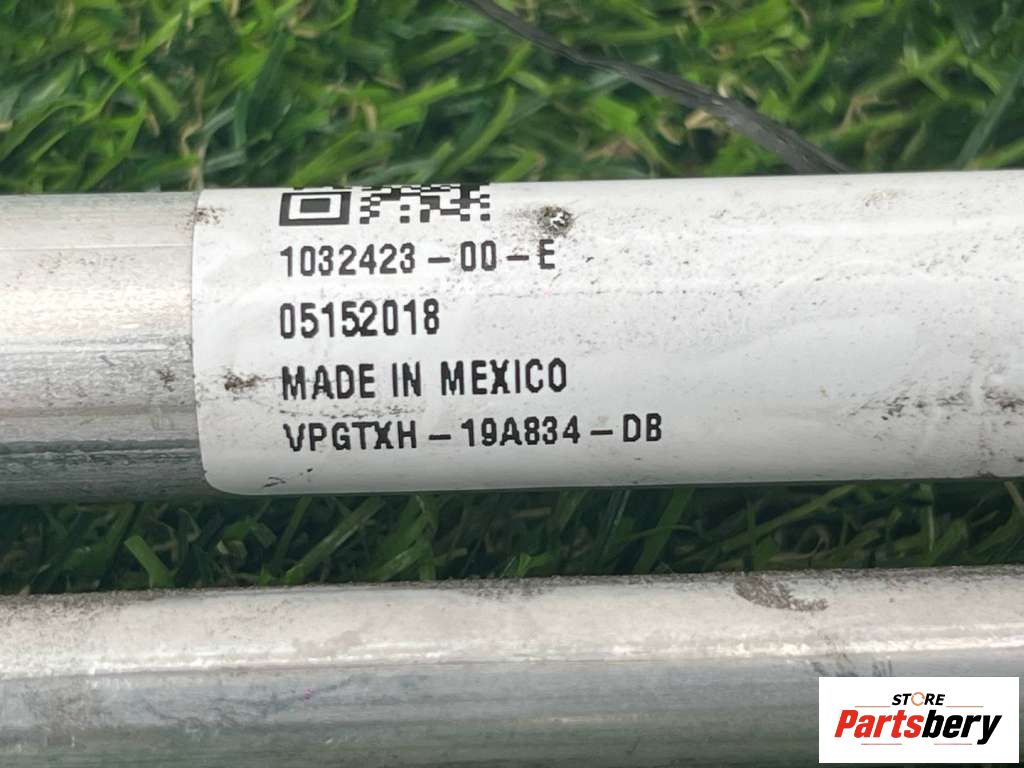 1032423-00-E
05152018
MADE IN MEXICO
VPGTXH-19A834-DB
STORE
Partsbery